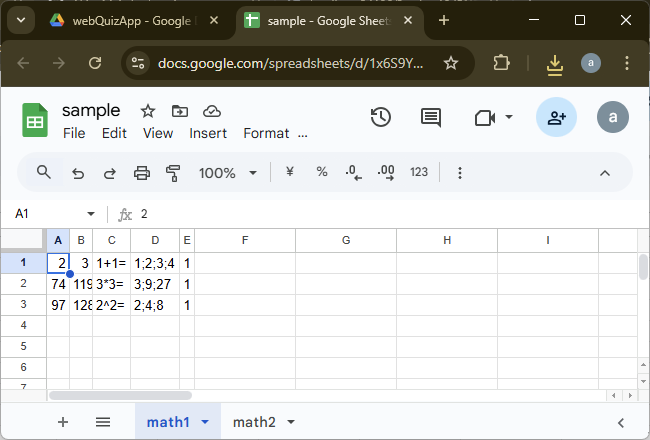 webQuizApp - Google
sample - Google Sheets
docs.google.com/spreadsheets/d/1x6S9Y...
a
sample
File Edit View Insert Format ...
a
100% ¥ % .0 .00 123
A1 fx 2
A B C D E F G H I
1 2 3 1+1= 1;2;3;4 1
2 74 119 3*3= 3;9;27 1
3 97 128 2^2= 2;4;8 1
4
5
6
7
math1 math2